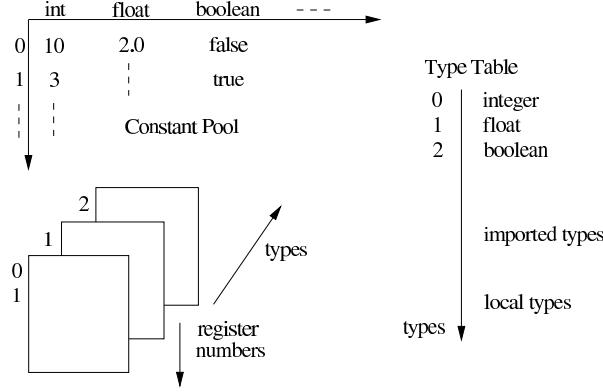 int float boolean
0 10 2.0 false
1 3 true
Constant Pool
Type Table
0 integer
1 float
2 boolean
imported types
local types
types
2
1
0
1
types
register
numbers